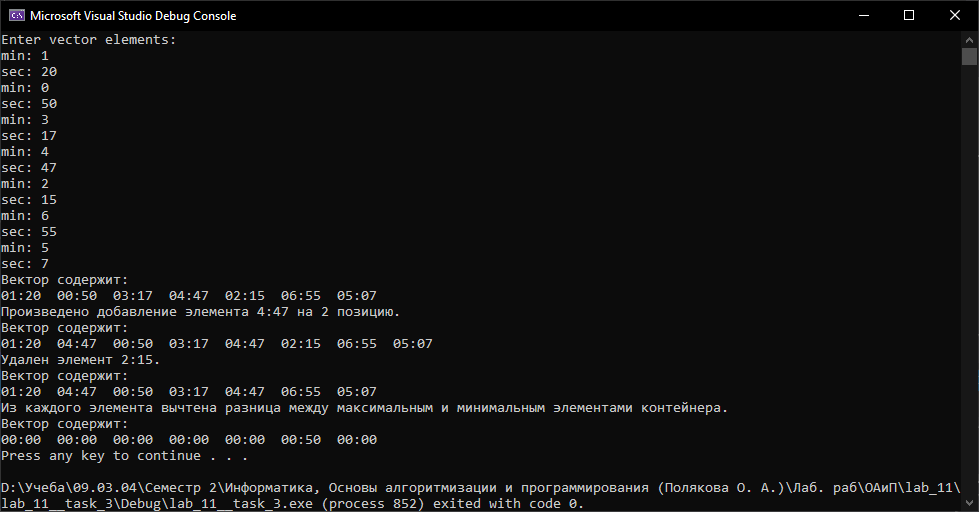 Microsoft Visual Studio Debug Console
Enter vector elements:
min: 1
sec: 20
min: 0
sec: 50
min: 3
sec: 17
min: 4
sec: 47
min: 2
sec: 15
min: 6
sec: 55
min: 5
sec: 7
Вектор содержит:
01:20  00:50  03:17  04:47  02:15  06:55  05:07
Произведено добавление элемента 4:47 на 2 позицию.
Вектор содержит:
01:20  04:47  00:50  03:17  04:47  02:15  06:55  05:07
Удален элемент 2:15.
Вектор содержит:
01:20  04:47  00:50  03:17  04:47  06:55  05:07
Из каждого элемента вычтена разница между максимальным и минимальным элементами контейнера.
Вектор содержит:
00:00  00:00  00:00  00:00  00:00  00:50  00:00
Press any key to continue . . .
D:\Учеба\09.03.04\Семестр 2\Информатика, Основы алгоритмизации и программирования (Полякова О. А.)\Лаб. раб\ОАиП\lab_11\
lab_11__task_3\Debug\lab_11__task_3.exe (process 852) exited with code 0.